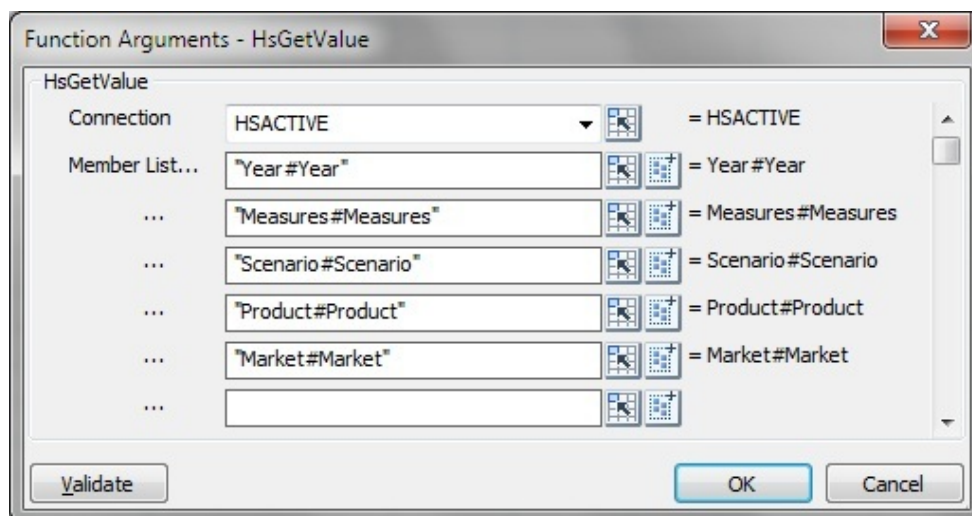 Function Arguments - HsGetValue
HsGetValue
Connection HSACTIVE = HSACTIVE
Member List... "Year#Year" = Year#Year
... "Measures#Measures" = Measures#Measures
... "Scenario#Scenario" = Scenario#Scenario
... "Product#Product" = Product#Product
... "Market#Market" = Market#Market
...
Validate OK Cancel